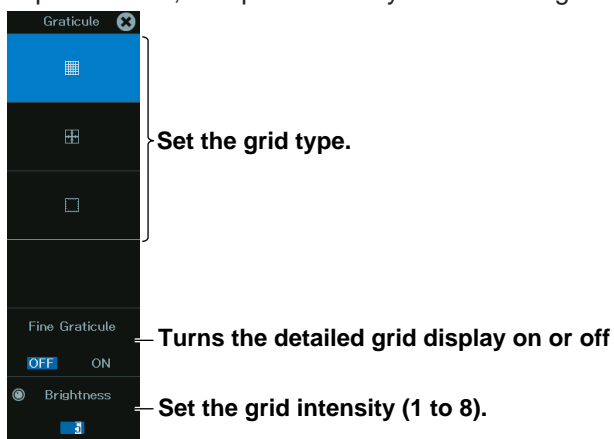 Graticule
Set the grid type.
Fine Graticule
Turns the detailed grid display on or off
OFF ON
Brightness
Set the grid intensity (1 to 8).